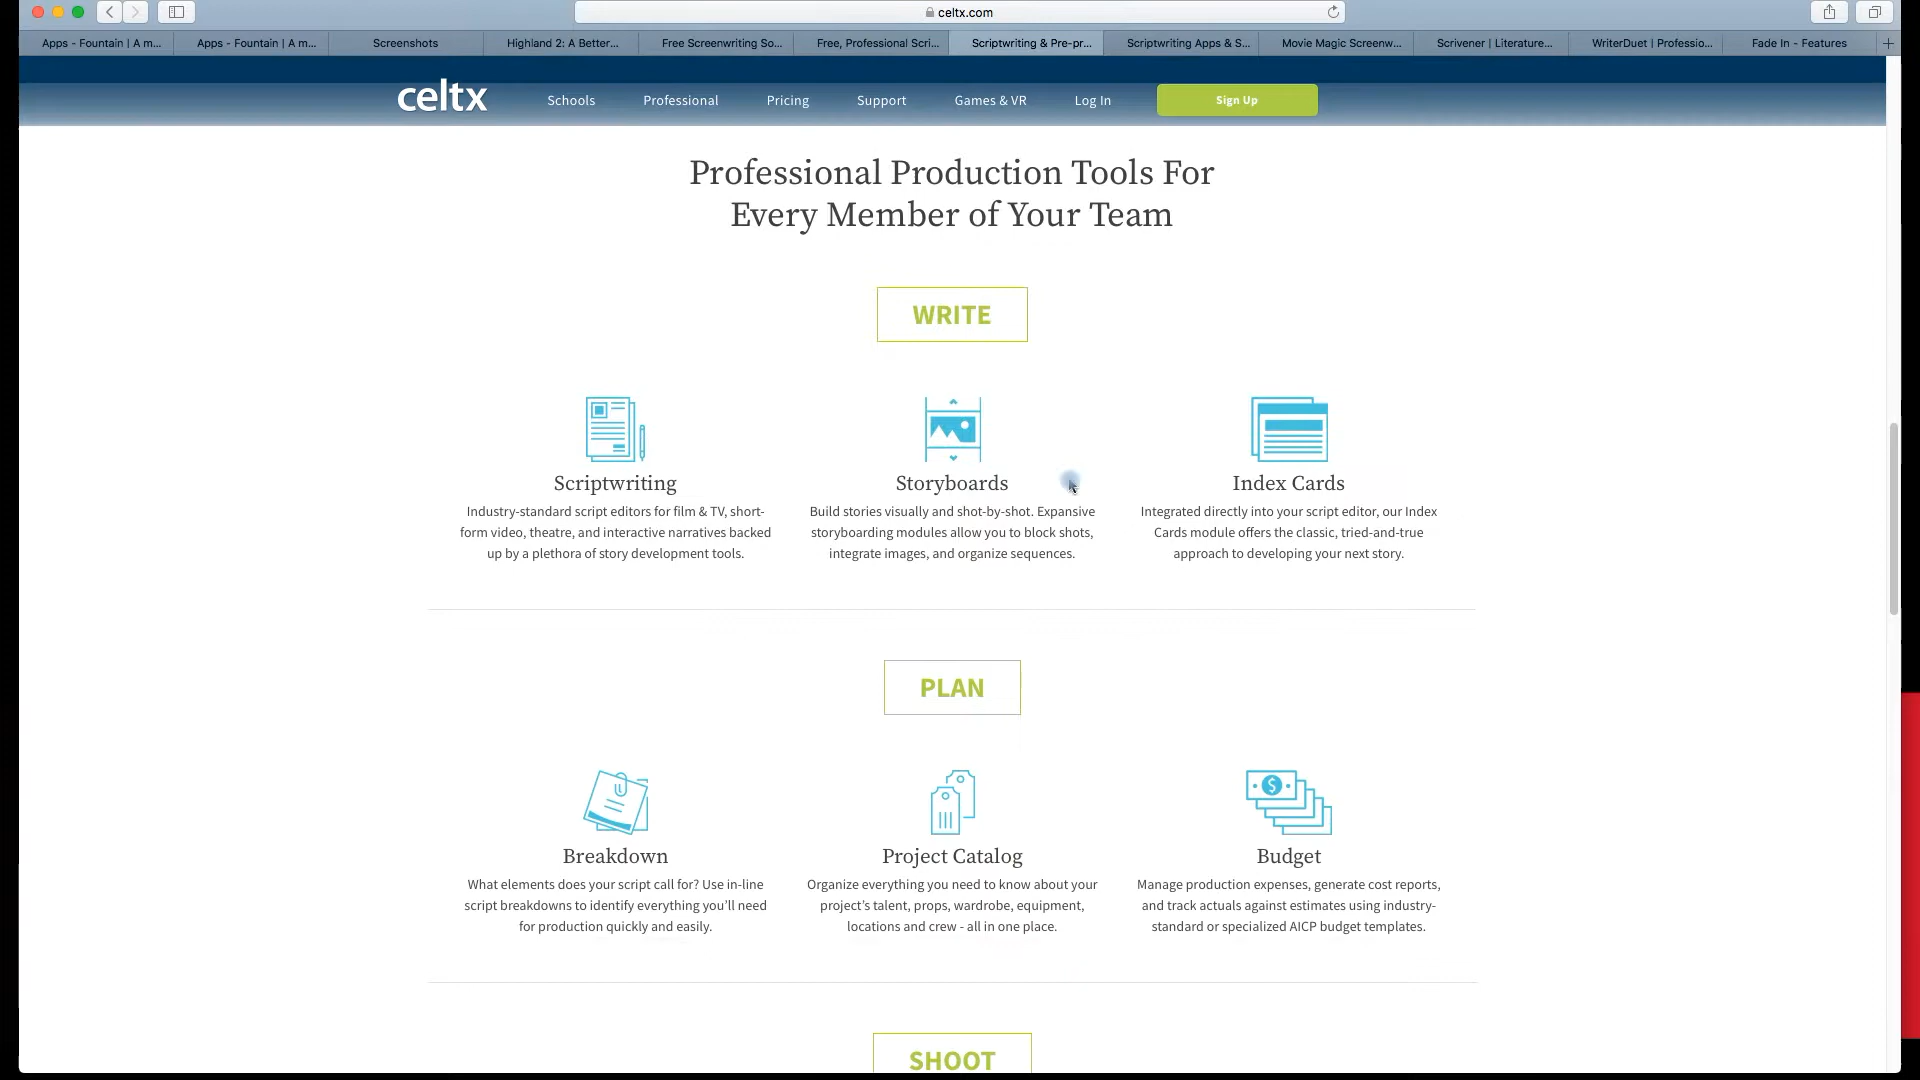 celtx.com
Apps - Fountain | A m...
Apps - Fountain | A m...
Screenshots
Highland 2: A Better...
Free Screenwriting So...
Free, Professional Scri...
Scriptwriting & Pre-pr...
Scriptwriting Apps & S...
Movie Magic Screenw...
Scrivener | Literature...
WriterDuet | Professio...
Fade In - Features
celtx
Schools
Professional
Pricing
Support
Games & VR
Log In
Sign Up
Professional Production Tools For
Every Member of Your Team
WRITE
Scriptwriting
Industry-standard script editors for film & TV, short-
form video, theatre, and interactive narratives backed
up by a plethora of story development tools.
Storyboards
Build stories visually and shot-by-shot. Expansive
storyboarding modules allow you to block shots,
integrate images, and organize sequences.
Index Cards
Integrated directly into your script editor, our Index
Cards module offers the classic, tried-and-true
approach to developing your next story.
PLAN
Breakdown
What elements does your script call for? Use in-line
script breakdowns to identify everything you'll need
for production quickly and easily.
Project Catalog
Organize everything you need to know about your
project's talent, props, wardrobe, equipment,
locations and crew - all in one place.
Budget
Manage production expenses, generate cost reports,
and track actuals against estimates using industry-
standard or specialized AICP budget templates.
SHOOT